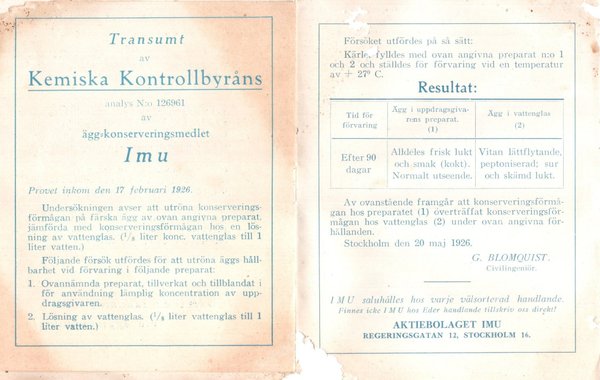 Transumt
av
Kemiska Kontrollbyråns
analys N:o 126961
av
ägg-konserveringsmedlet
Imu
Provet inkom den 17 februari 1926.
Undersökningen avser att utröna konserverings-
förmågan på färska ägg av ovan angivna preparat,
jämförda med konserveringsförmågan hos en lös-
ning av vattenglas. (¹/₈ liter konc. vattenglas till 1
liter vatten.)
Följande försök utfördes för att utröna äggs håll-
barhet vid förvaring i följande preparat:
1. Ovannämnda preparat, tillverkat och tillblandat i
för användning lämplig koncentration av upp-
dragsgivaren.
2. Lösning av vattenglas. (¹/₈ liter vattenglas till 1
liter vatten.)
Försöket utfördes på så sätt:
Kärle, fylldes med ovan angivna preparat n:o 1
och 2 och ställdes för förvaring vid en temperatur
av + 27° C.
Resultat:
Tid för
förvaring
Ägg i uppdragsgiva-
rens preparat.
(1)
Ägg i vattenglas
(2)
Efter 90
dagar
Alldeles frisk lukt
och smak (kokt).
Normalt utseende.
Vitan lättflytande,
peptoniserad; sur
och skämd lukt.
Av ovanstående framgår att konserveringsförmå-
gan hos preparatet (1) överträffat konserveringsför-
mågan hos vattenglas (2) under ovan angivna för-
hållanden.
Stockholm den 20 maj 1926.
G. BLOMQUIST.
Civilingeniör.
IMU saluhålles hos varje välsorterad handlande.
Finnes icke IMU hos Eder handlande tillskriv oss direkt!
AKTIEBOLAGET IMU
REGERINGSGATAN 12, STOCKHOLM 16.